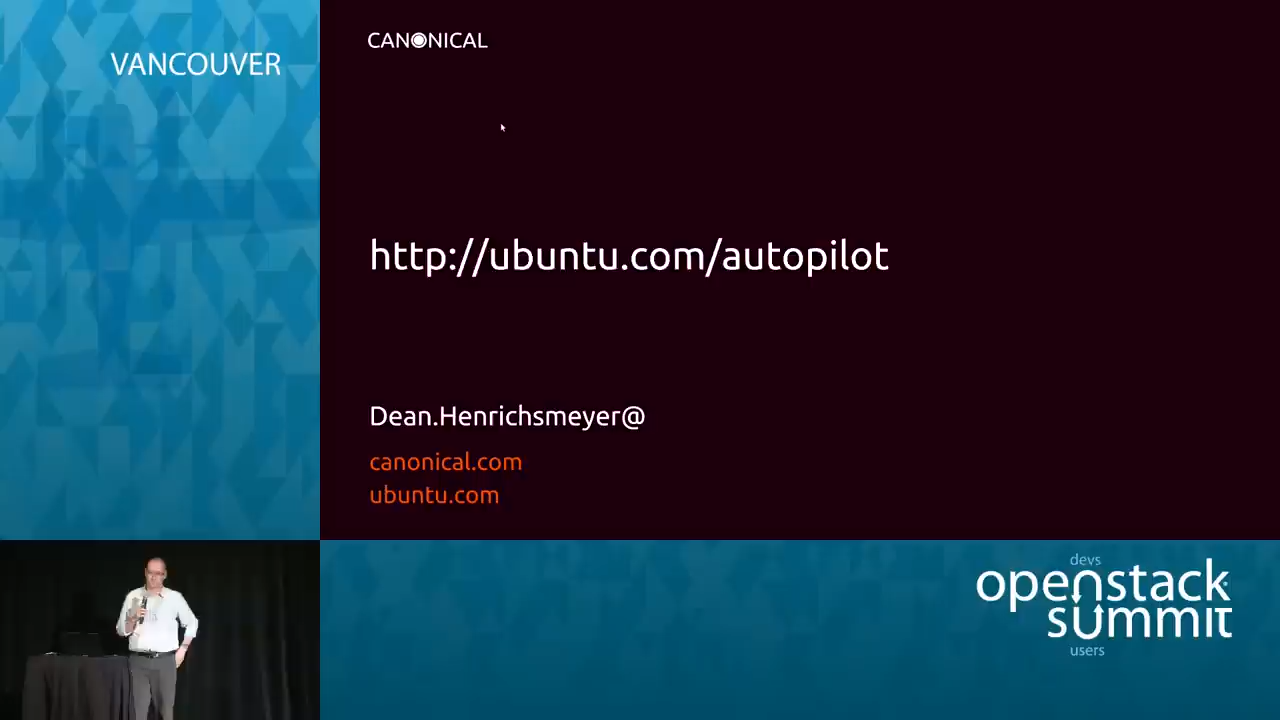 VANCOUVER
CANONICAL
http://ubuntu.com/autopilot
Dean.Henrichsmeyer@
canonical.com
ubuntu.com
devs
openstack
summit
users